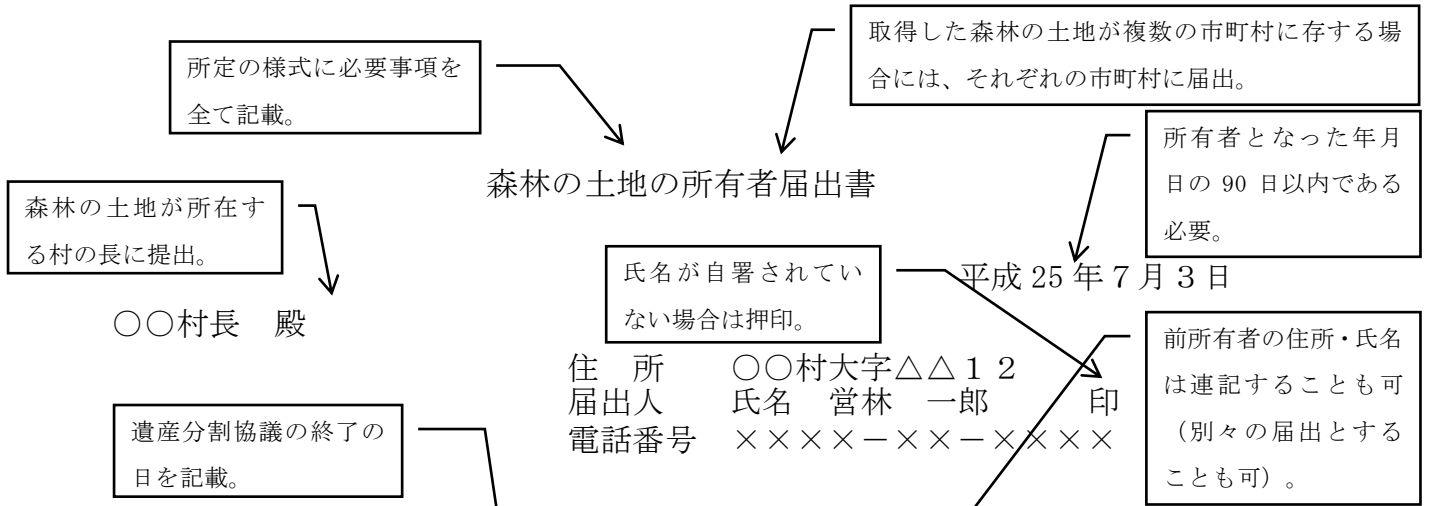 取得した森林の土地が複数の市町村に存する場
合には、それぞれの市町村に届出。
所定の様式に必要事項を
全て記載。
所有者となった年月
日の 90 日以内である
必要。
森林の土地の所有者届出書
森林の土地が所在す
る村の長に提出。
氏名が自署されてい
ない場合は押印。
平成 25 年７月３日
○○村長　殿
前所有者の住所・氏名
は連記することも可
（別々の届出とする
ことも可）。
住　所　　○○村大字△△１２
届出人　　氏名　営林　一郎　　　印
電話番号　××××－××－××××
遺産分割協議の終了の
日を記載。